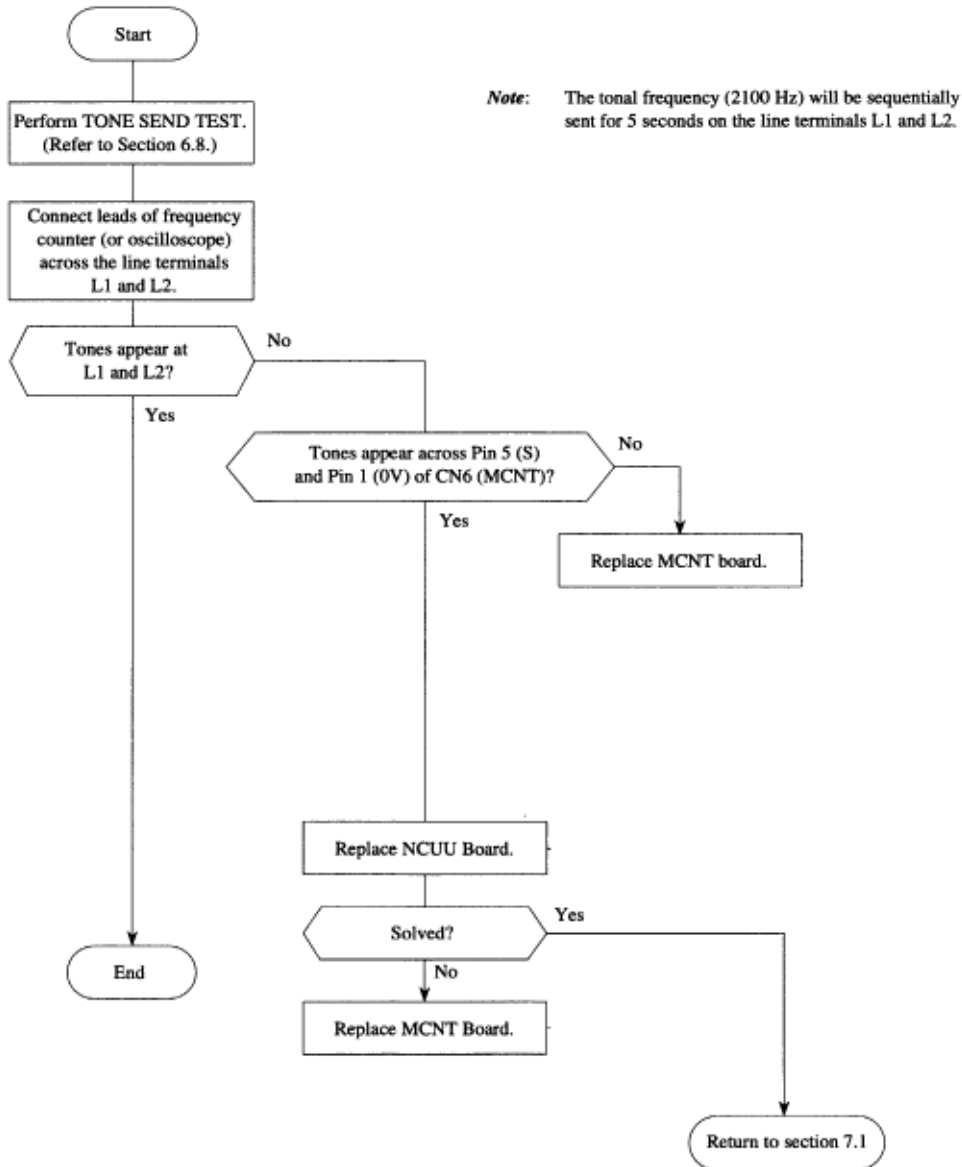 Start
Note: The tonal frequency (2100 Hz) will be sequentially
sent for 5 seconds on the line terminals L1 and L2.
Perform TONE SEND TEST.
(Refer to Section 6.8.)
Connect leads of frequency
counter (or oscilloscope)
across the line terminals
L1 and L2.
Tones appear at
L1 and L2?
No
Yes
Tones appear across Pin 5 (S)
and Pin 1 (0V) of CN6 (MCNT)?
No
Yes
Replace MCNT board.
Replace NCUU Board.
Solved?
Yes
No
End
Replace MCNT Board.
Return to section 7.1